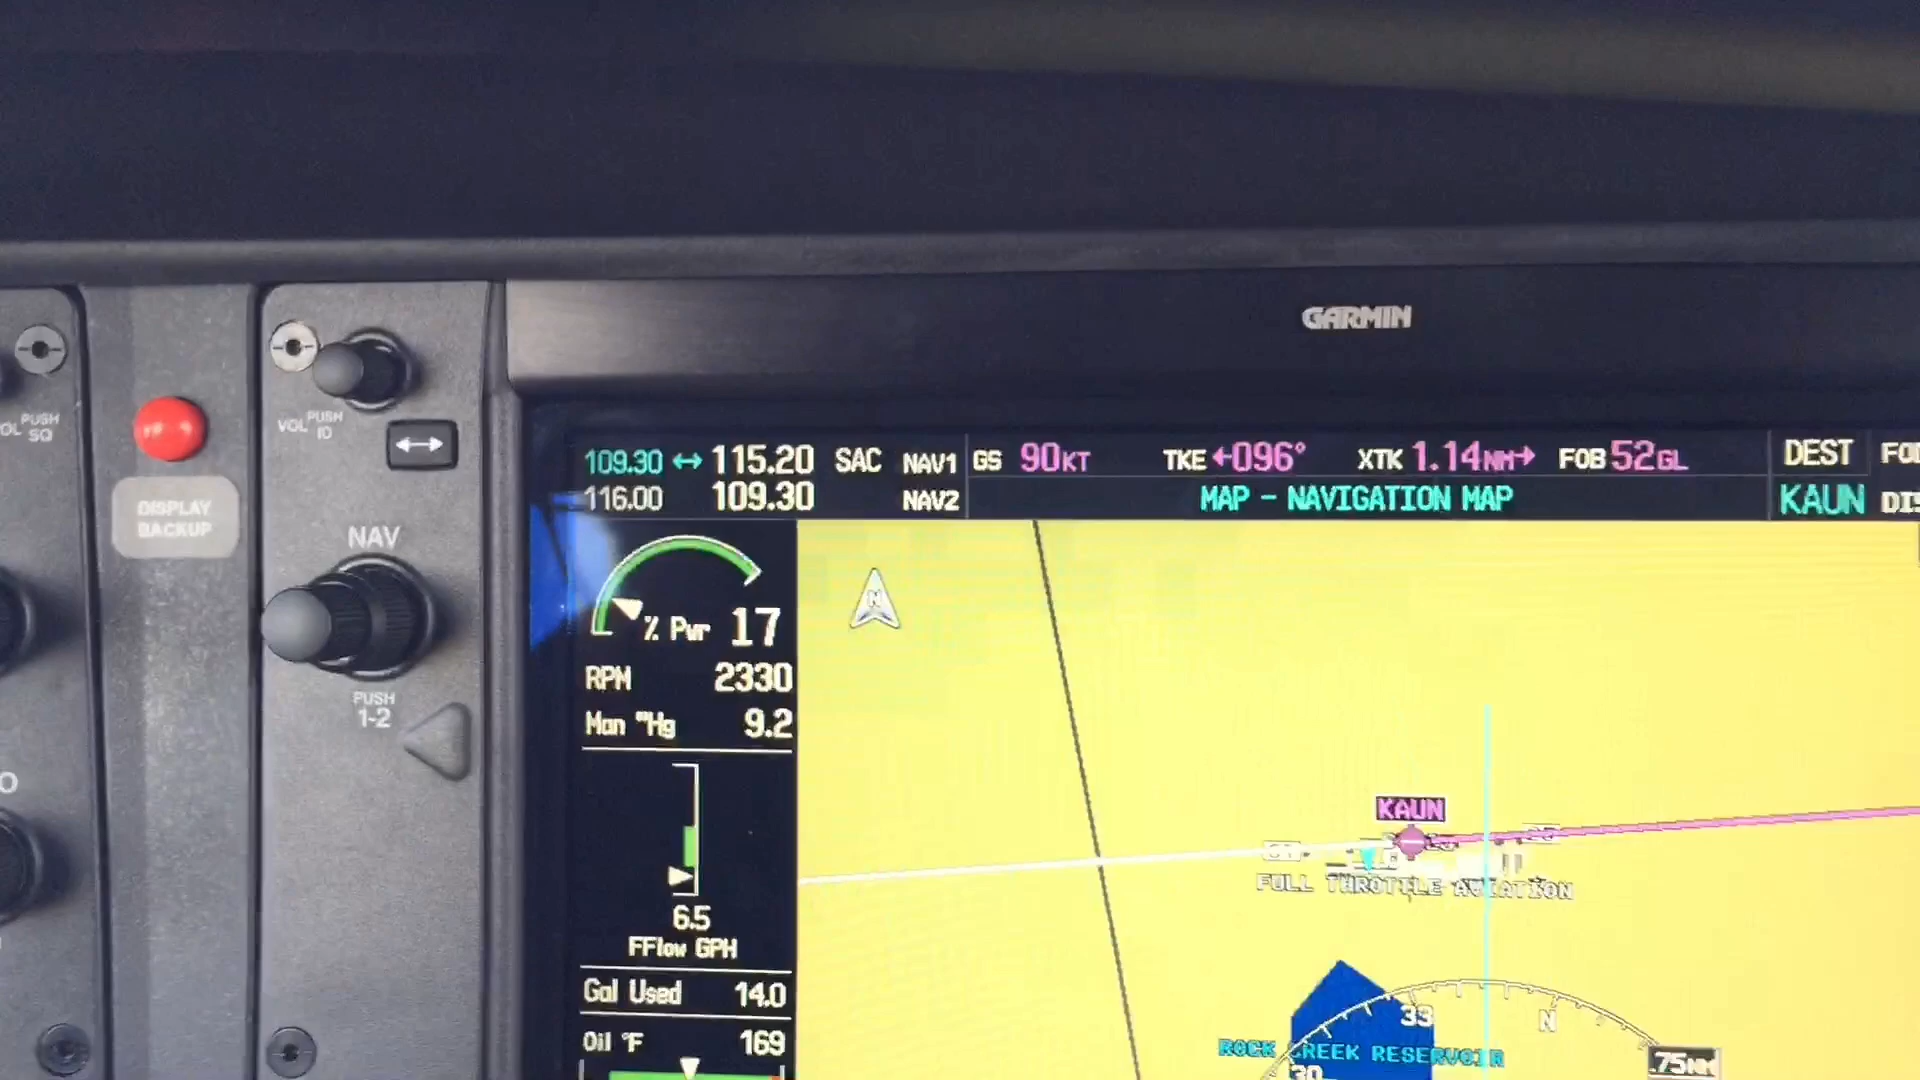 GARMIN
PUSH
SQ
VOL PUSH
ID
DISPLAY
BACKUP
NAV
PUSH
1-2
109.30 ↔ 115.20 SAC NAV1
116.00 109.30 NAV2
GS 90KT TKE ←096° XTK 1.14NM→ FOB 52GL
MAP - NAVIGATION MAP
DEST
KAUN
% Pwr 17
RPM 2330
Man "Hg 9.2
6.5
FFlow GPH
Gal Used 14.0
Oil °F 169
N
KAUN
FULL THROTTLE AVIATION
33
N
30
ROCK CREEK RESERVOIR
.75NM